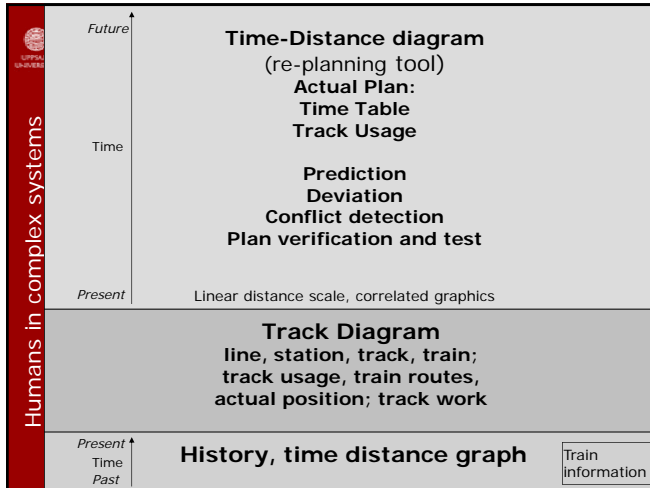 Future
Time-Distance diagram
(re-planning tool)
Actual Plan:
Time Table
Track Usage
Time
Prediction
Deviation
Conflict detection
Plan verification and test
Present
Linear distance scale, correlated graphics
Track Diagram
line, station, track, train;
track usage, train routes,
actual position; track work
Present
Time
Past
History, time distance graph
Train
information
Humans in complex systems